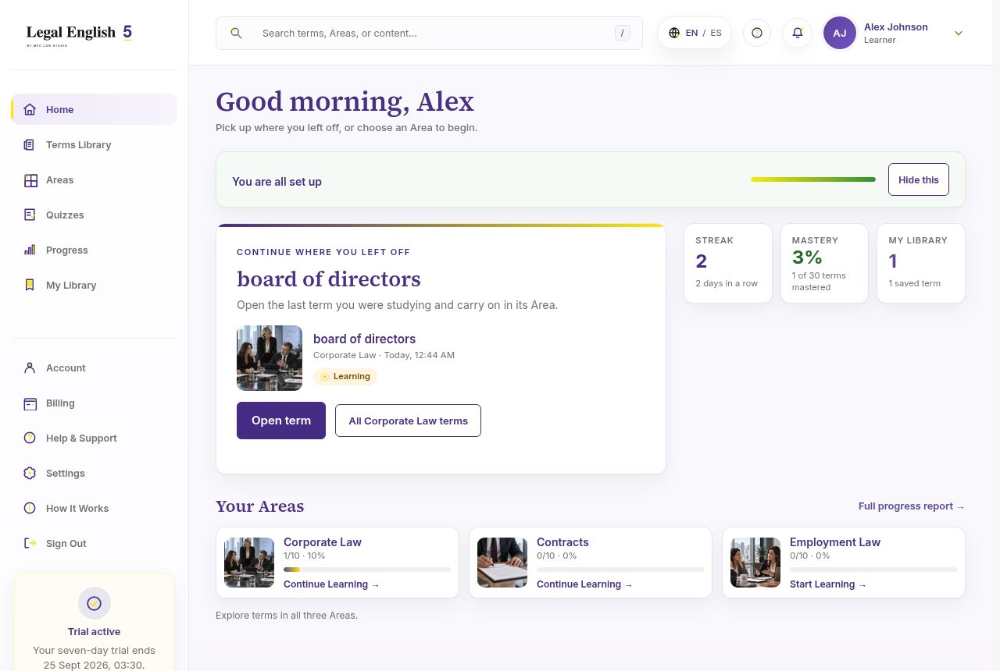 Legal English 5
BY MPC LAW STUDIO
Home
Terms Library
Areas
Quizzes
Progress
My Library
Account
Billing
Help & Support
Settings
How It Works
Sign Out
Trial active
Your seven-day trial ends
25 Sept 2026, 03:30.
Search terms, Areas, or content...
/
EN / ES
AJ
Alex Johnson
Learner
Good morning, Alex
Pick up where you left off, or choose an Area to begin.
You are all set up
Hide this
CONTINUE WHERE YOU LEFT OFF
board of directors
Open the last term you were studying and carry on in its Area.
board of directors
Corporate Law · Today, 12:44 AM
Learning
Open term
All Corporate Law terms
STREAK
2
2 days in a row
MASTERY
3%
1 of 30 terms
mastered
MY LIBRARY
1
1 saved term
Your Areas
Full progress report →
Corporate Law
1/10 · 10%
Continue Learning →
Contracts
0/10 · 0%
Continue Learning →
Employment Law
0/10 · 0%
Start Learning →
Explore terms in all three Areas.